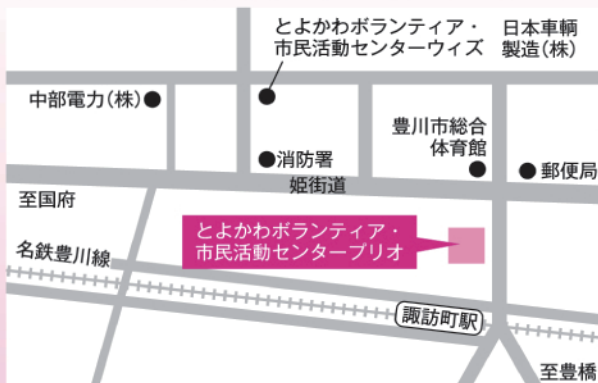 とよかわボランティア・
市民活動センターウィズ
日本車輌
製造(株)
中部電力(株)
豊川市総合
体育館
消防署
郵便局
姫街道
至国府
とよかわボランティア・
市民活動センタープリオ
名鉄豊川線
諏訪町駅
至豊橋